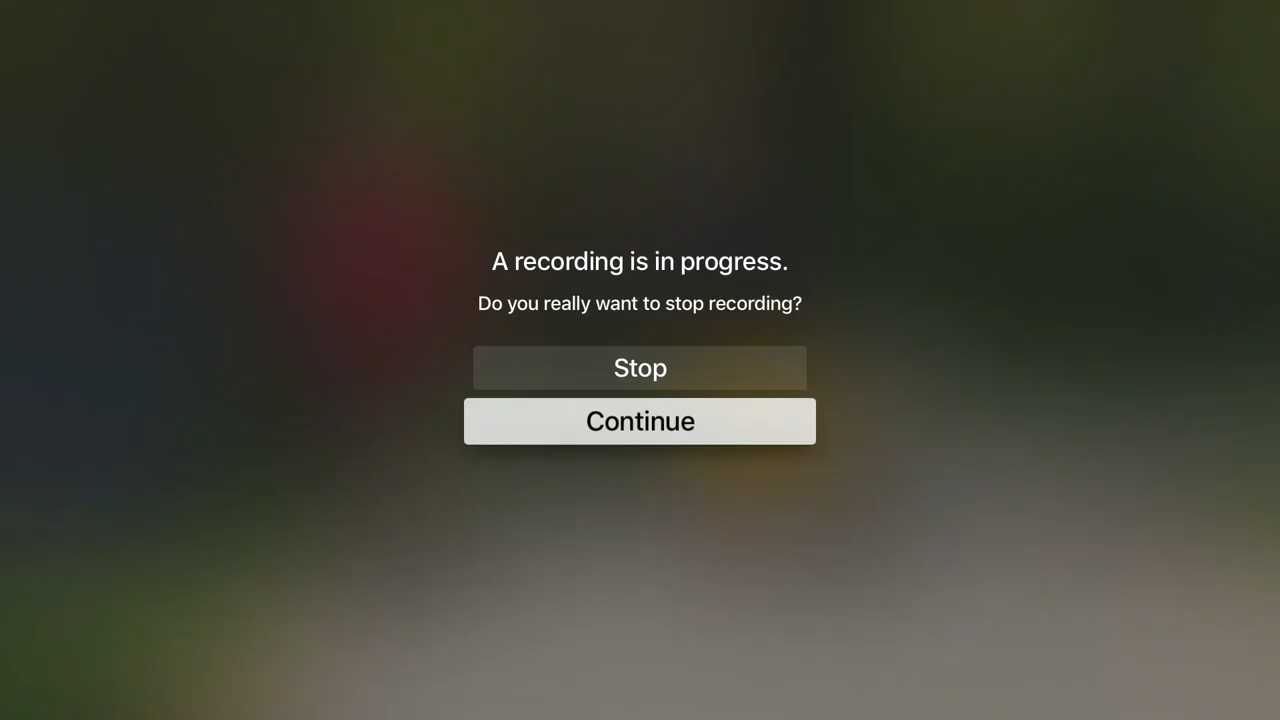 A recording is in progress.
Do you really want to stop recording?
Stop
Continue